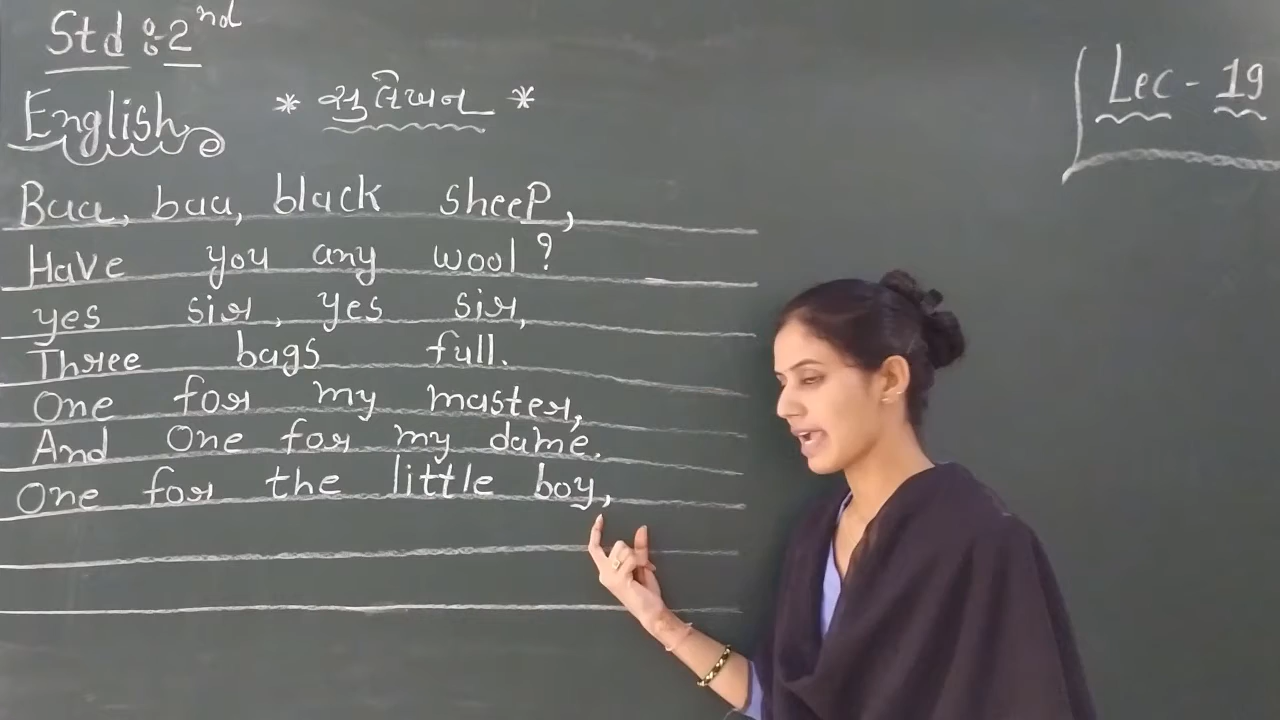 Std :- 2nd
Lec - 19
English
* સુલેખન *
Baa, baa, black sheeP,
HaVe you any wool?
yes sir, yes sir,
Three bags full.
One for my master,
And One for my dame.
One for the little boy,